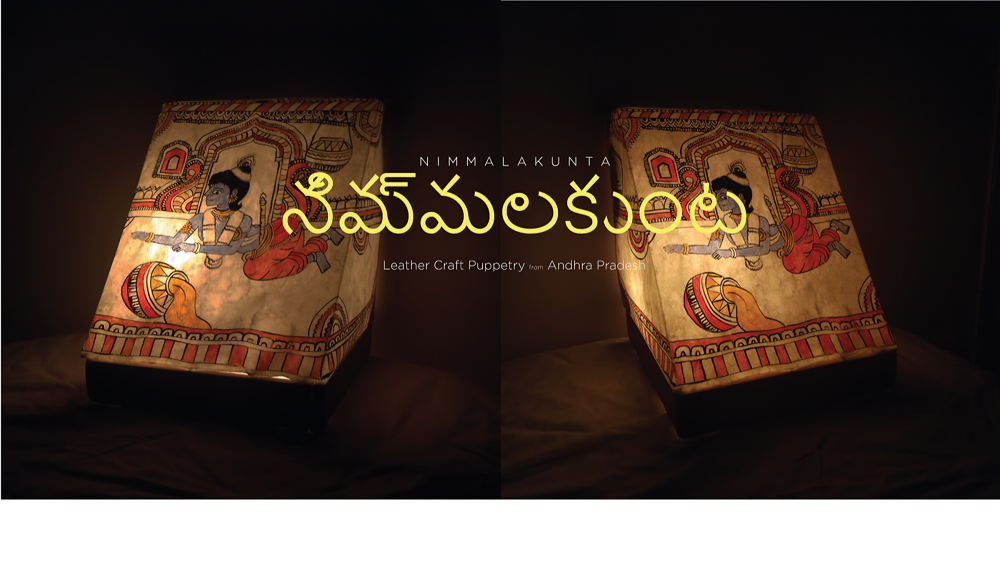 NIMMALAKUNTA
నిమ్మలకుంట
Leather Craft Puppetry from Andhra Pradesh